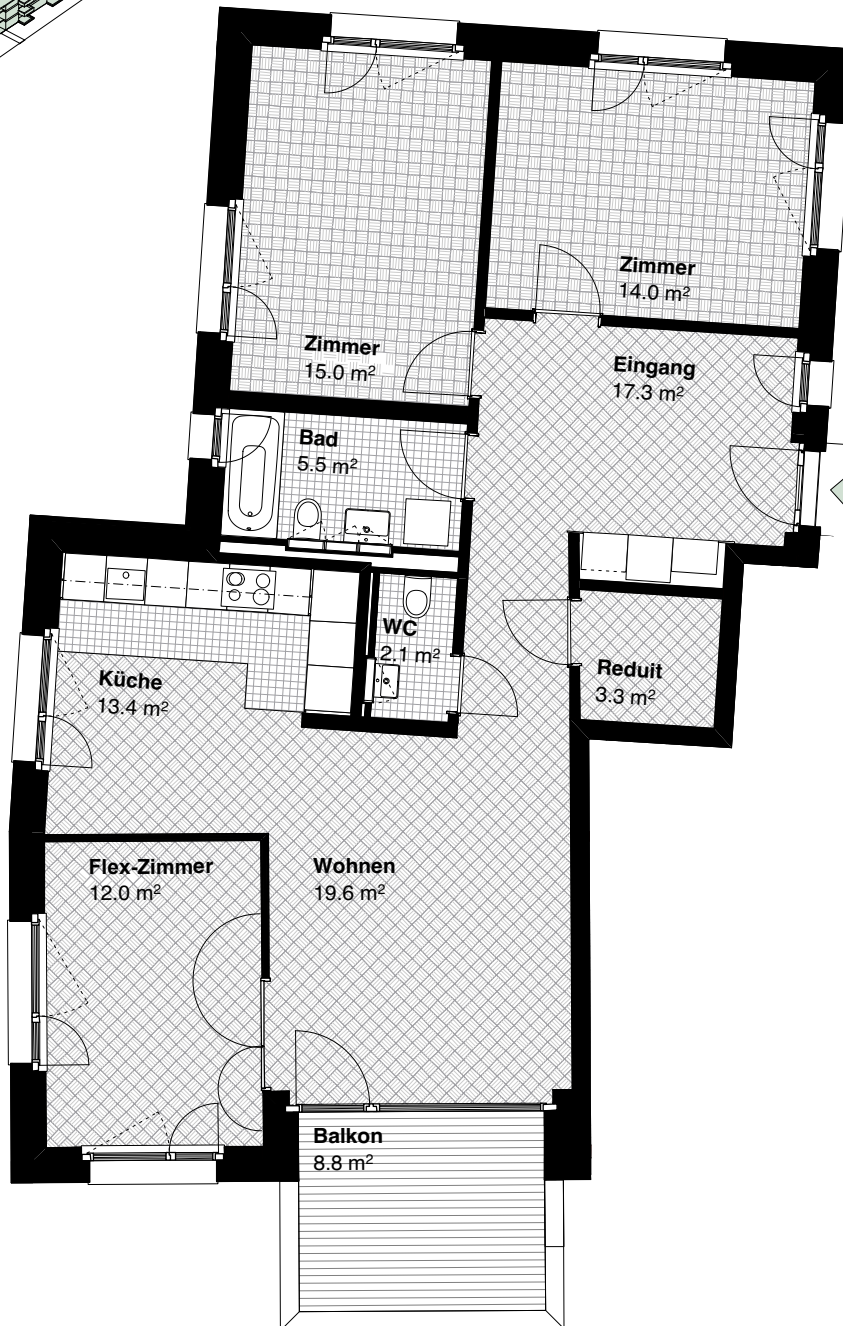 Zimmer
14.0 m²
Zimmer
15.0 m²
Eingang
17.3 m²
Bad
5.5 m²
WC
2.1 m²
Reduit
3.3 m²
Küche
13.4 m²
Flex-Zimmer
12.0 m²
Wohnen
19.6 m²
Balkon
8.8 m²